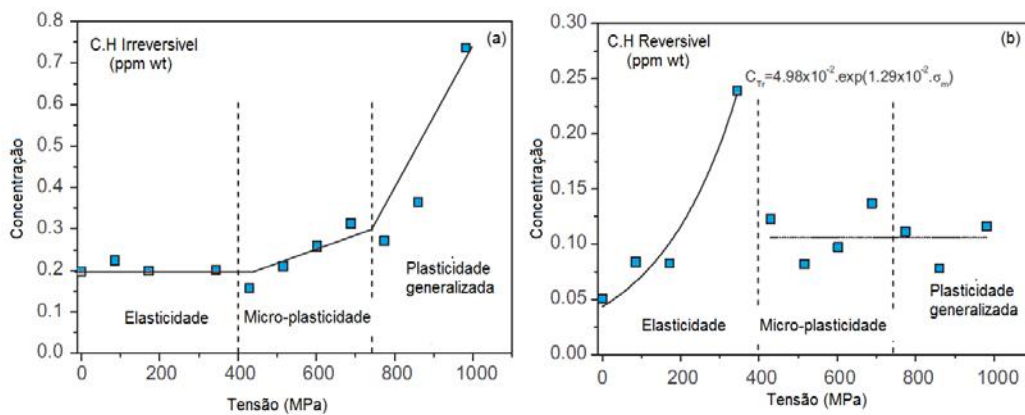 (a)
C.H Irreversivel
(ppm wt)
Concentração
0.8
0.7
0.6
0.5
0.4
0.3
0.2
0.1
0.0
Elasticidade
Micro-plasticidade
Plasticidade
generalizada
0
200
400
600
800
1000
Tensão (MPa)
(b)
C.H Reversivel
(ppm wt)
C_Tr=4.98x10^-2.exp(1.29x10^-2.σ_m)
Concentração
0.30
0.25
0.20
0.15
0.10
0.05
0.00
Elasticidade
Micro-plasticidade
Plasticidade
generalizada
0
200
400
600
800
1000
Tensão (MPa)